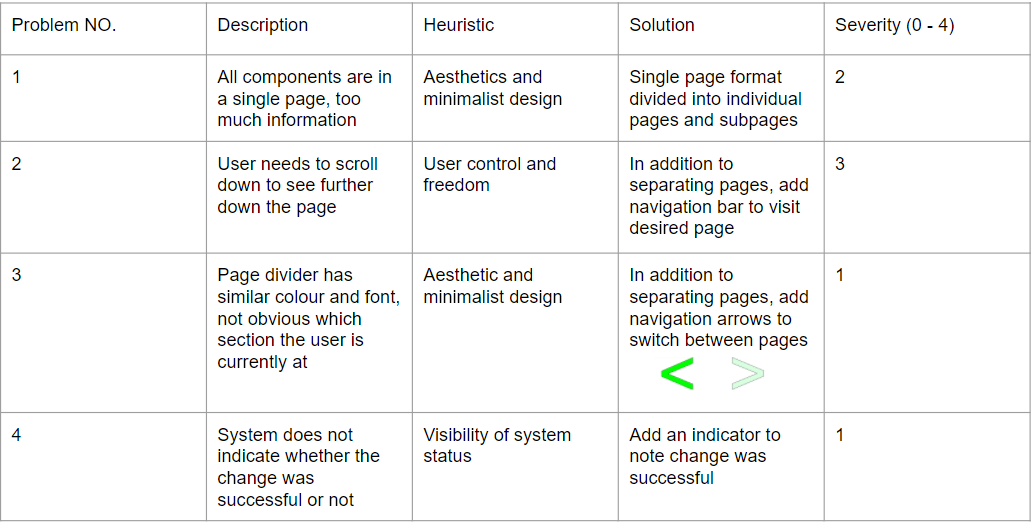 Problem NO. Description Heuristic Solution Severity (0 - 4)
1 All components are in Aesthetics and Single page format 2
a single page, too minimalist design divided into individual
much information pages and subpages
2 User needs to scroll User control and In addition to 3
down to see further freedom separating pages, add
down the page navigation bar to visit
desired page
3 Page divider has Aesthetic and In addition to 1
similar colour and font, minimalist design separating pages, add
not obvious which navigation arrows to
section the user is switch between pages
currently at
< >
4 System does not Visibility of system Add an indicator to 1
indicate whether the status note change was
change was successful
successful or not